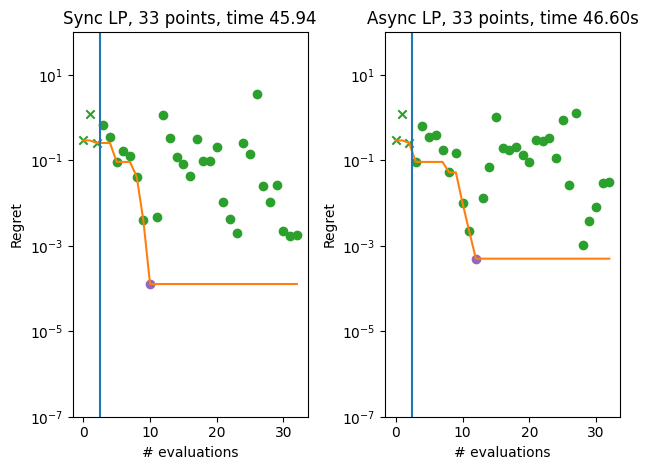 Sync LP, 33 points, time 45.94
Async LP, 33 points, time 46.60s
10^1
10^-1
10^-3
10^-5
10^-7
Regret
0 10 20 30
# evaluations
10^1
10^-1
10^-3
10^-5
10^-7
Regret
0 10 20 30
# evaluations